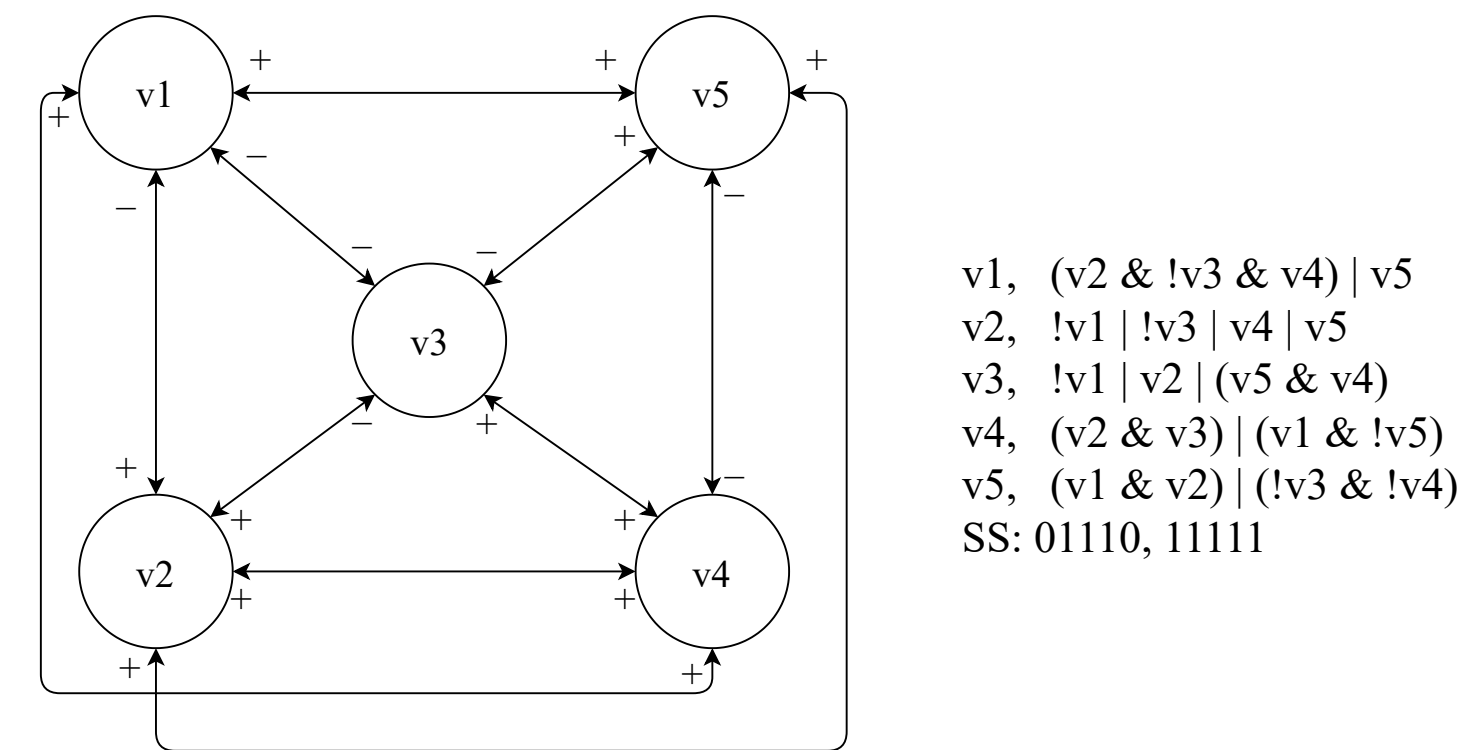 + + +
v1 v5
+ +
– –
– –
– –
v3
– +
+ –
+ +
v2 v4
+ +
+ +
v1, (v2 & !v3 & v4) | v5
v2, !v1 | !v3 | v4 | v5
v3, !v1 | v2 | (v5 & v4)
v4, (v2 & v3) | (v1 & !v5)
v5, (v1 & v2) | (!v3 & !v4)
SS: 01110, 11111